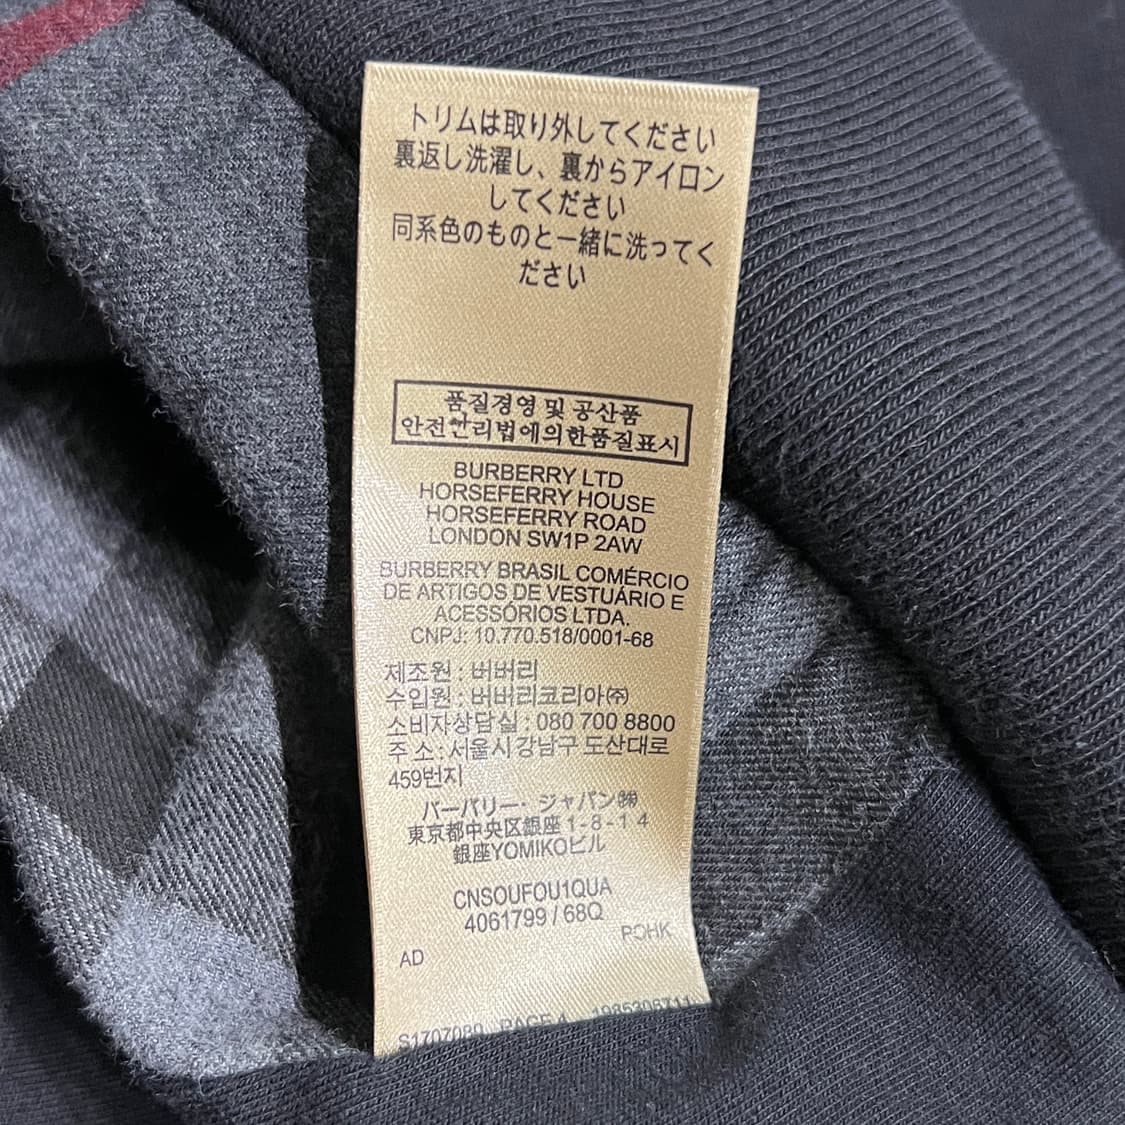 トリムは取り外してください
裏返し洗濯し、裏からアイロン
してください
同系色のものと一緒に洗ってく
ださい
품질경영 및 공산품
안전관리법에의한품질표시
BURBERRY LTD
HORSEFERRY HOUSE
HORSEFERRY ROAD
LONDON SW1P 2AW
BURBERRY BRASIL COMÉRCIO
DE ARTIGOS DE VESTUÁRIO E
ACESSÓRIOS LTDA.
CNPJ: 10.770.518/0001-68
제조원 : 버버리
수입원 : 버버리코리아㈜
소비자상담실 : 080 700 8800
주 소 : 서울시 강남구 도산대로
459번지
バーバリー・ジャパン㈱
東京都中央区銀座 1-8-14
銀座YOMIKOビル
CNSOUFOU1QUA
4061799 / 68Q
POHK
AD
PAGE 4